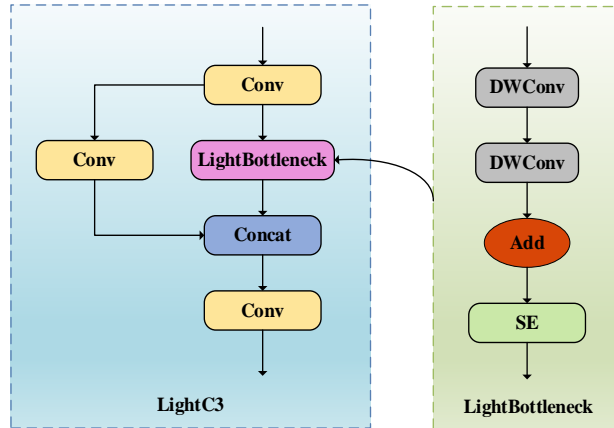 Conv
Conv
LightBottleneck
Concat
Conv
LightC3
DWConv
DWConv
Add
SE
LightBottleneck